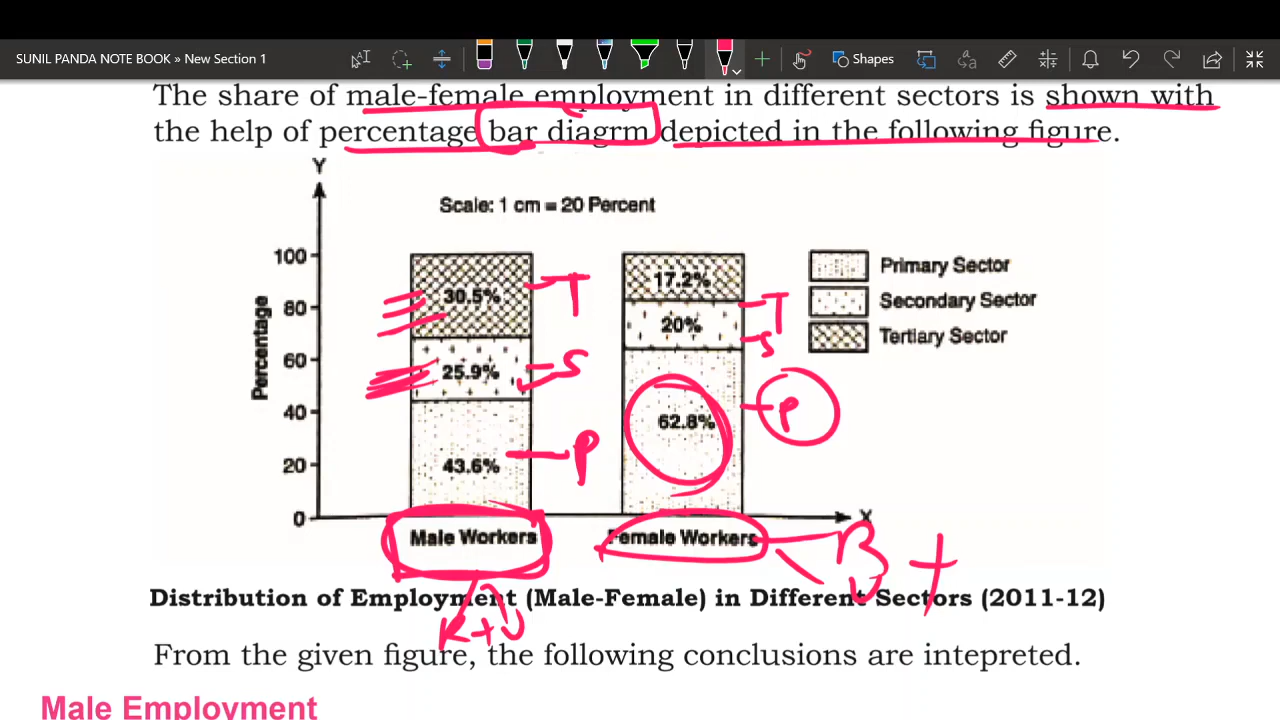 SUNIL PANDA NOTE BOOK » New Section 1
Shapes
The share of male-female employment in different sectors is shown with
the help of percentage bar diagrm depicted in the following figure.
Y
Scale: 1 cm = 20 Percent
100
80
60
40
20
0
Percentage
30.5%
25.9%
43.6%
17.2%
20%
62.8%
T
S
P
T
S
P
Primary Sector
Secondary Sector
Tertiary Sector
X
Male Workers
Female Workers
R+U
Distribution of Employment (Male-Female) in Different Sectors (2011-12)
From the given figure, the following conclusions are intepreted.
Male Employment